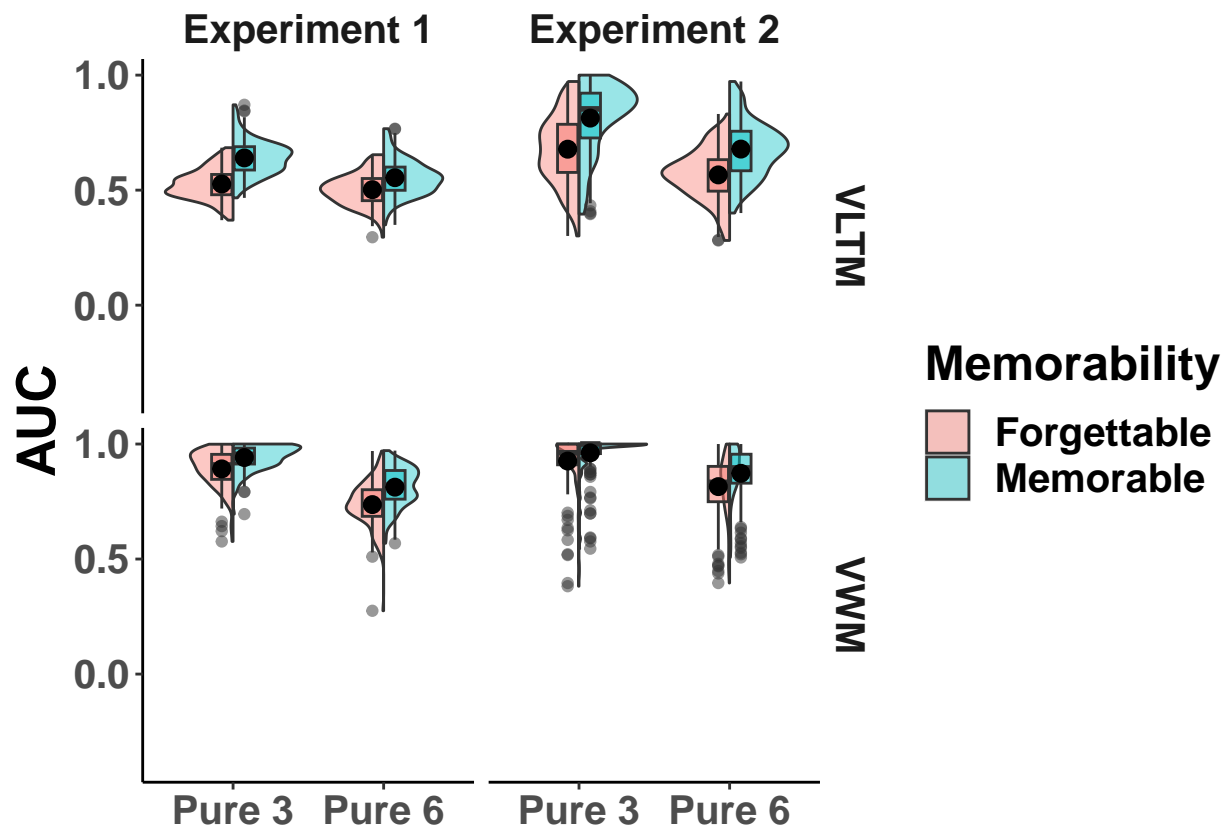 Experiment 1
Experiment 2
1.0
0.5
0.0
VLTM
AUC
1.0
0.5
0.0
VWM
Pure 3
Pure 6
Pure 3
Pure 6
Memorability
Forgettable
Memorable